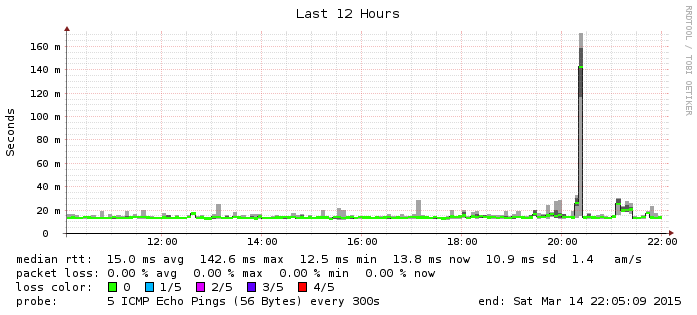 Last 12 Hours
RRDTOOL / TOBI OETIKER
Seconds
160 m
140 m
120 m
100 m
80 m
60 m
40 m
20 m
0
12:00 14:00 16:00 18:00 20:00 22:00
median rtt: 15.0 ms avg 142.6 ms max 12.5 ms min 13.8 ms now 10.9 ms sd 1.4 am/s
packet loss: 0.00 % avg 0.00 % max 0.00 % min 0.00 % now
loss color: 0 1/5 2/5 3/5 4/5
probe: 5 ICMP Echo Pings (56 Bytes) every 300s end: Sat Mar 14 22:05:09 2015